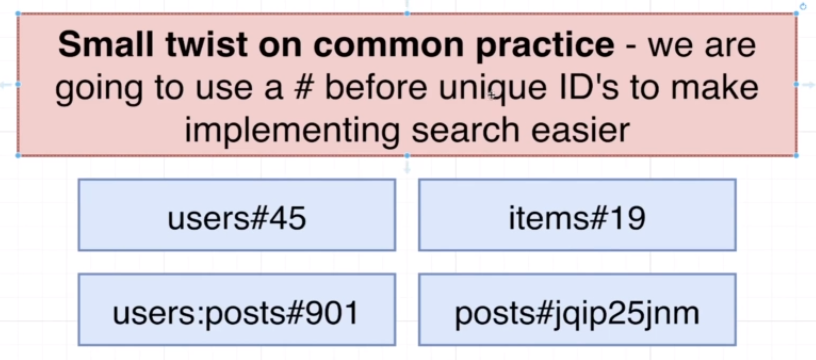 Small twist on common practice - we are
going to use a # before unique ID's to make
implementing search easier
users#45
items#19
users:posts#901
posts#jqip25jnm